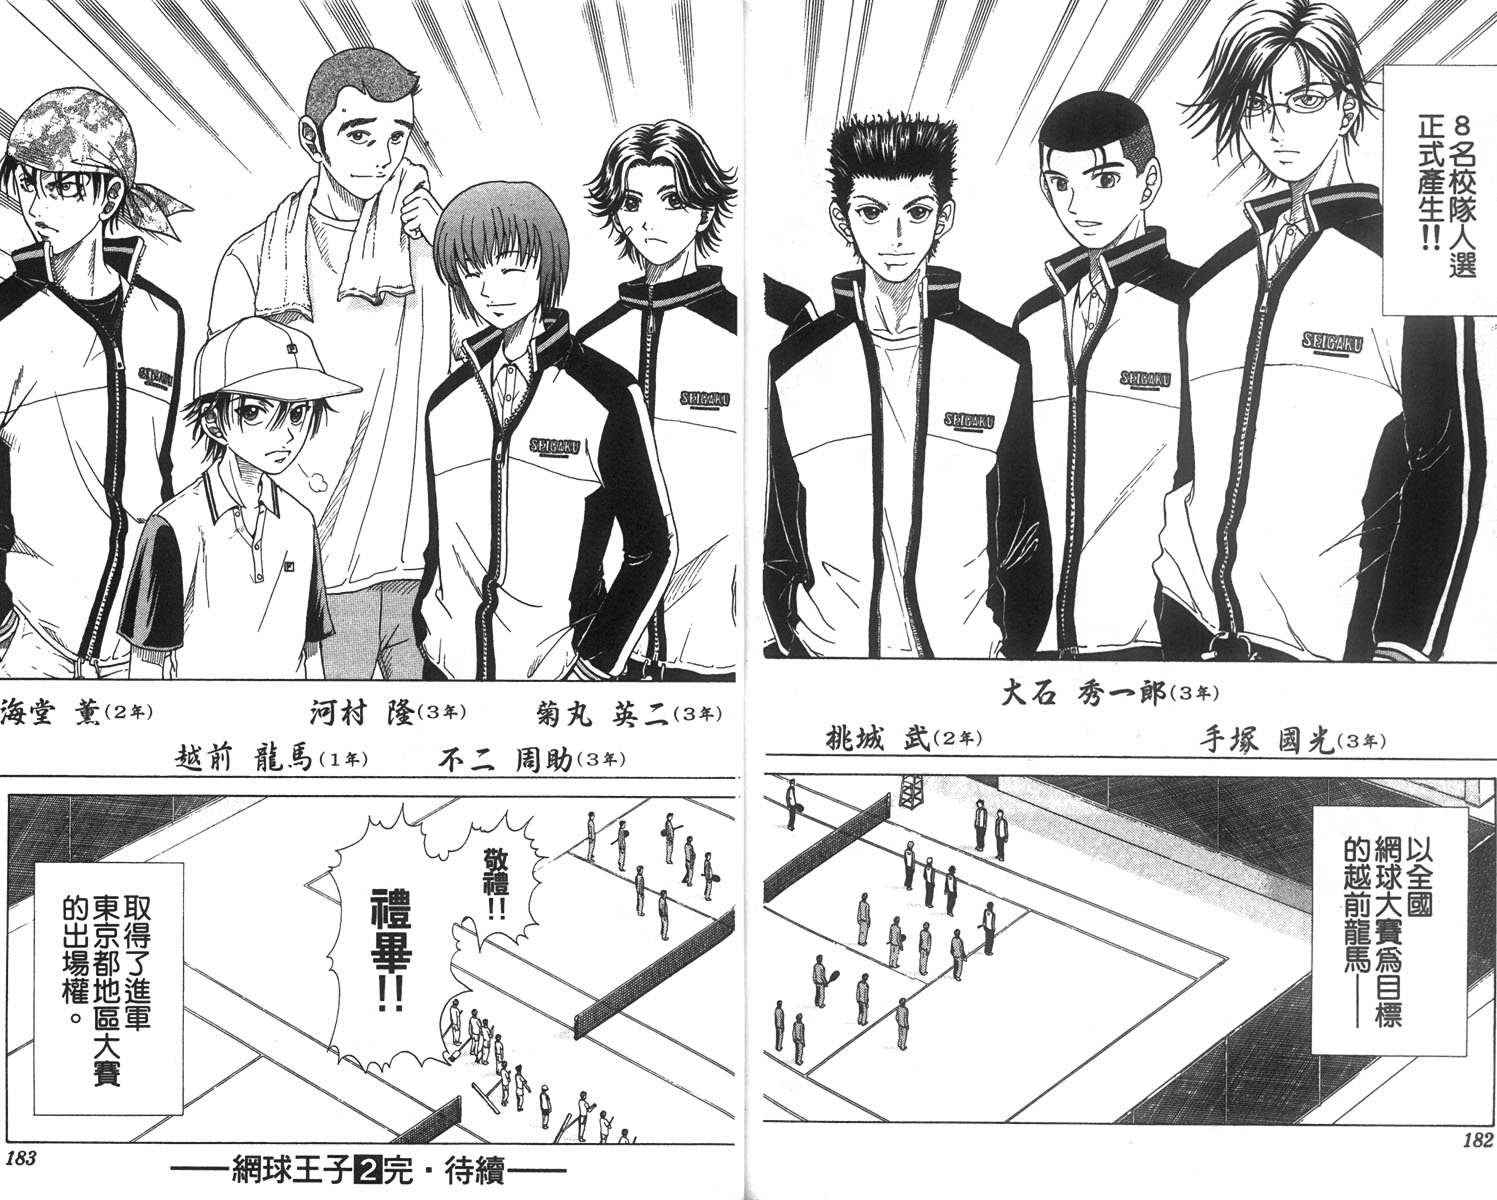 8名校隊人選
正式產生!!
SEIGAKU
SEIGAKU
SEIGAKU
大石 秀一郎(3年)
桃城 武(2年)
手塚 國光(3年)
以全國
網球大賽為目標
的越前龍馬——
182
SEIGAKU
SEIGAKU
SEIGAKU
F
F
海堂 薰(2年)
河村 隆(3年)
菊丸 英二(3年)
越前 龍馬(1年)
不二 周助(3年)
敬禮!!
禮畢!!
取得了進軍
東京都地區大賽
的出場權。
183
——網球王子2完·待續——